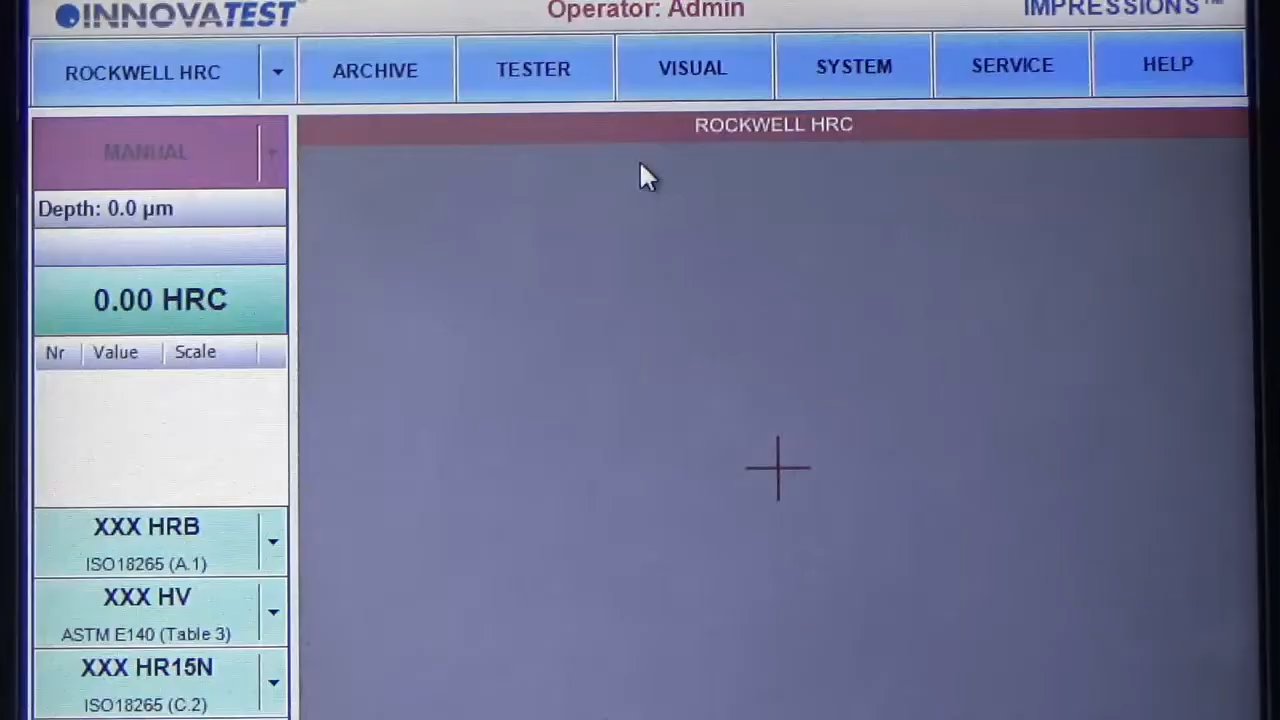 INNOVATEST®
Operator: Admin
IMPRESSIONS™
ROCKWELL HRC
ARCHIVE
TESTER
VISUAL
SYSTEM
SERVICE
HELP
MANUAL
ROCKWELL HRC
Depth: 0.0 µm
0.00 HRC
Nr Value Scale
XXX HRB
ISO18265 (A.1)
XXX HV
ASTM E140 (Table 3)
XXX HR15N
ISO18265 (C.2)